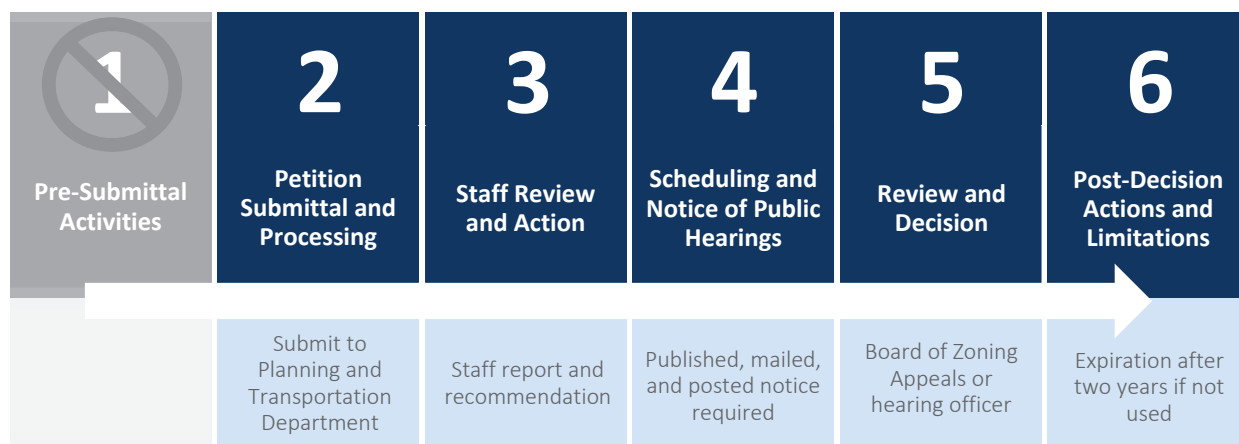 1
Pre-Submittal
Activities
2
Petition
Submittal and
Processing
Submit to
Planning and
Transportation
Department
3
Staff Review
and Action
Staff report and
recommendation
4
Scheduling and
Notice of Public
Hearings
Published, mailed,
and posted notice
required
5
Review and
Decision
Board of Zoning
Appeals or
hearing officer
6
Post-Decision
Actions and
Limitations
Expiration after
two years if not
used